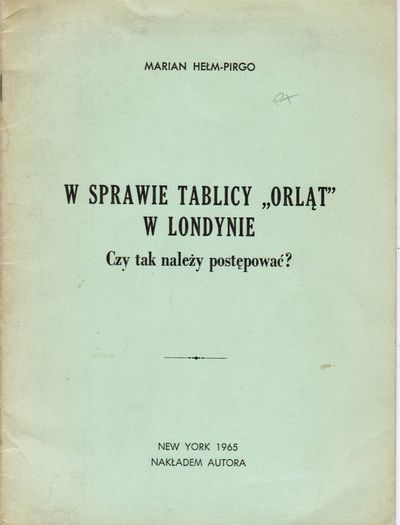 MARIAN HEŁM-PIRGO
W SPRAWIE TABLICY „ORLĄT”
W LONDYNIE
Czy tak należy postępować?
NEW YORK 1965
NAKŁADEM AUTORA